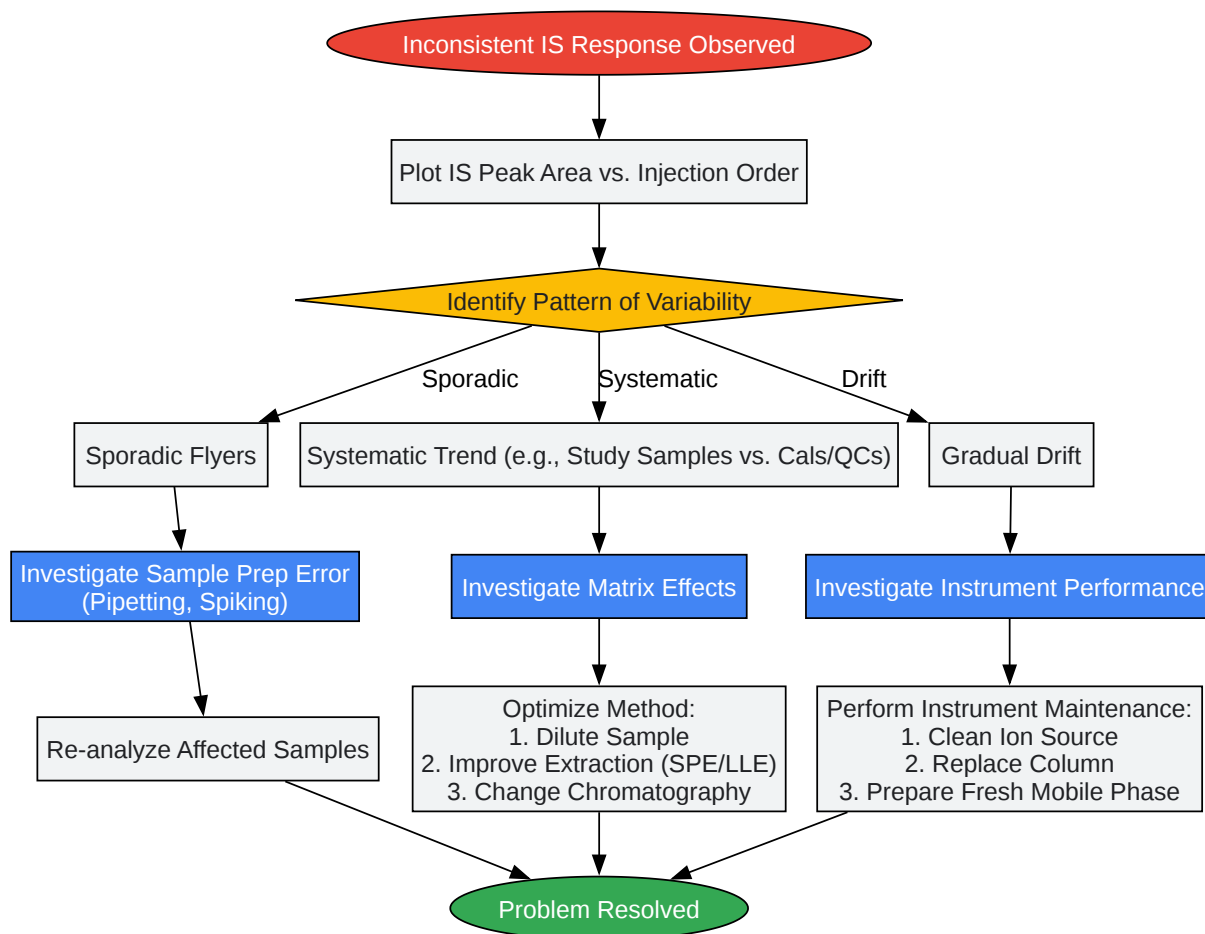 Inconsistent IS Response Observed
Plot IS Peak Area vs. Injection Order
Identify Pattern of Variability
Sporadic
Systematic
Drift
Sporadic Flyers
Systematic Trend (e.g., Study Samples vs. Cals/QCs)
Gradual Drift
Investigate Sample Prep Error
(Pipetting, Spiking)
Investigate Matrix Effects
Investigate Instrument Performance
Re-analyze Affected Samples
Optimize Method:
1. Dilute Sample
2. Improve Extraction (SPE/LLE)
3. Change Chromatography
Perform Instrument Maintenance:
1. Clean Ion Source
2. Replace Column
3. Prepare Fresh Mobile Phase
Problem Resolved